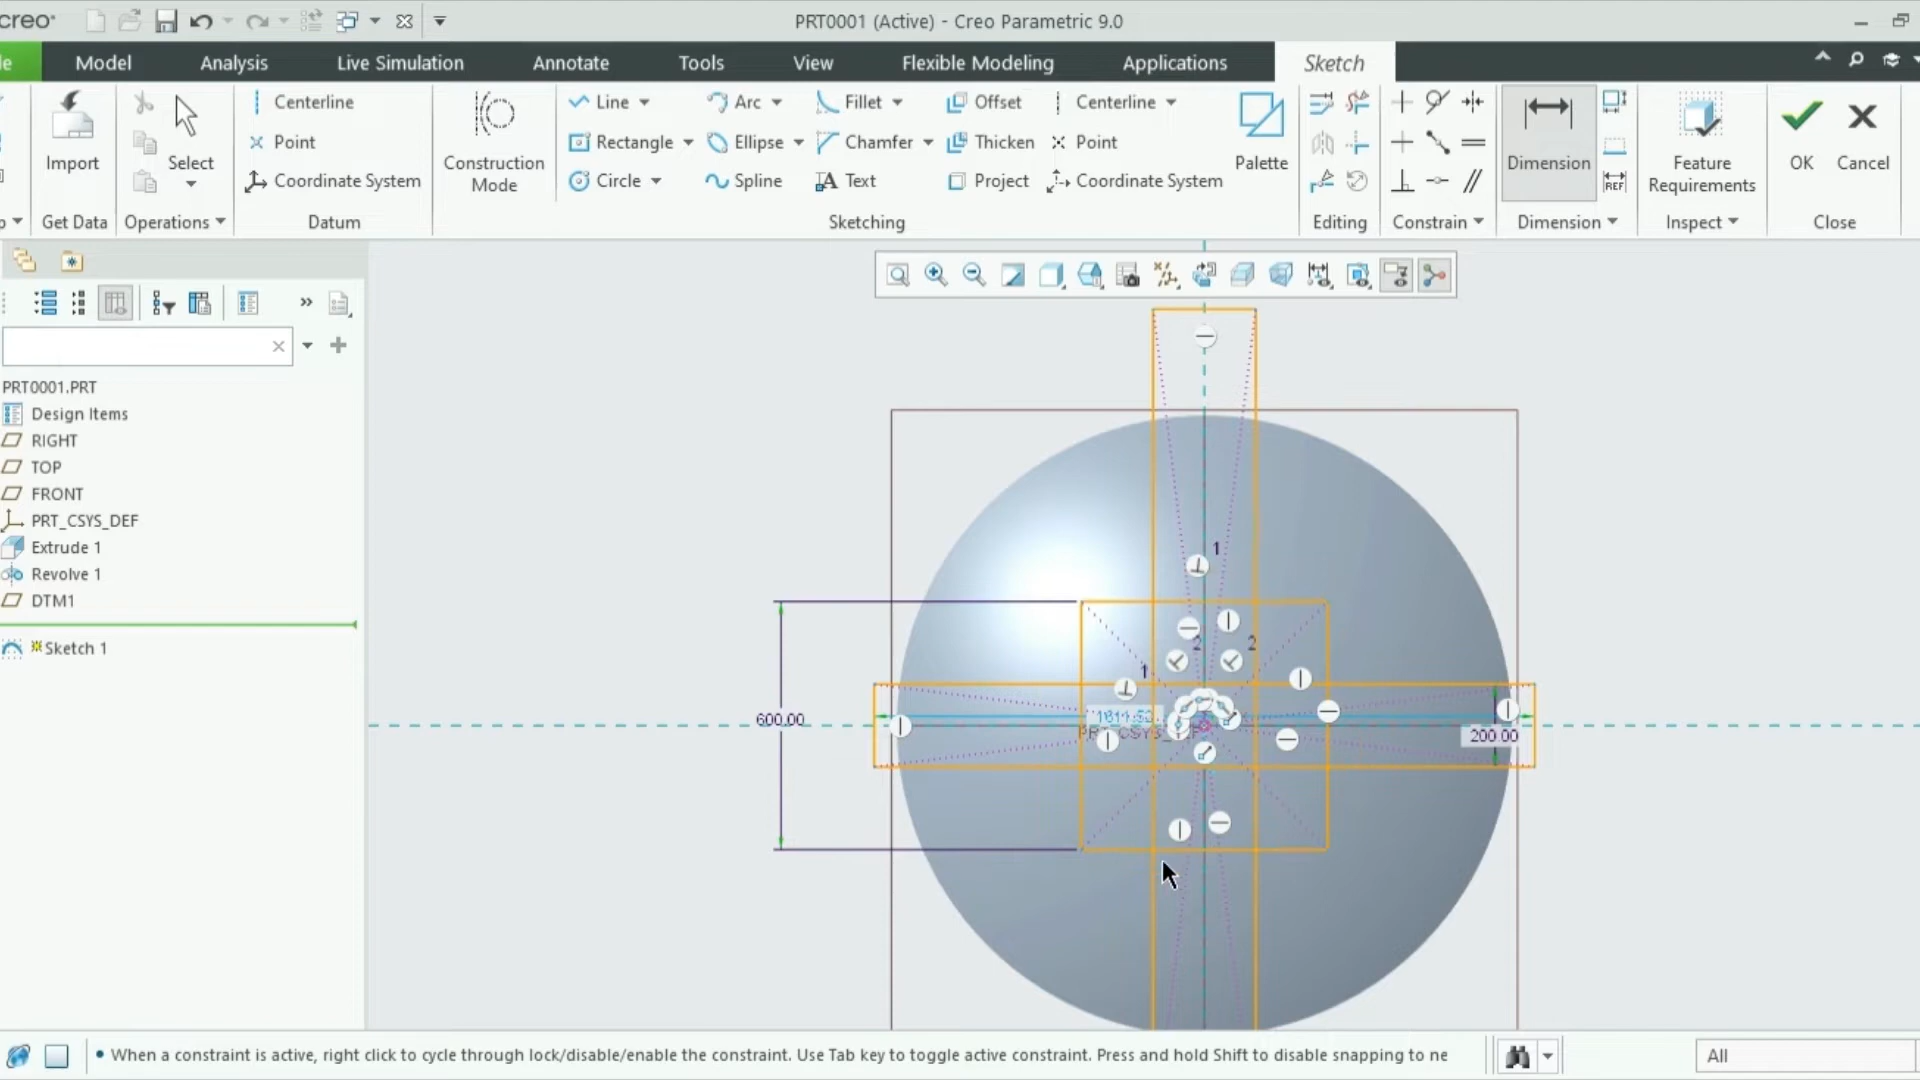 creo
PRT0001 (Active) - Creo Parametric 9.0
Model Analysis Live Simulation Annotate Tools View Flexible Modeling Applications Sketch
Import
Get Data
Select
Operations
Centerline
Point
Coordinate System
Datum
Construction
Mode
Line Arc Fillet Offset Centerline
Rectangle Ellipse Chamfer Thicken Point
Circle Spline Text Project Coordinate System
Palette
Sketching
Editing
Constrain
Dimension
REF
Dimension
Feature
Requirements
Inspect
OK
Cancel
Close
PRT0001.PRT
Design Items
RIGHT
TOP
FRONT
PRT_CSYS_DEF
Extrude 1
Revolve 1
DTM1
Sketch 1
1
2
2
1
600.00
200.00
When a constraint is active, right click to cycle through lock/disable/enable the constraint. Use Tab key to toggle active constraint. Press and hold Shift to disable snapping to ne
All